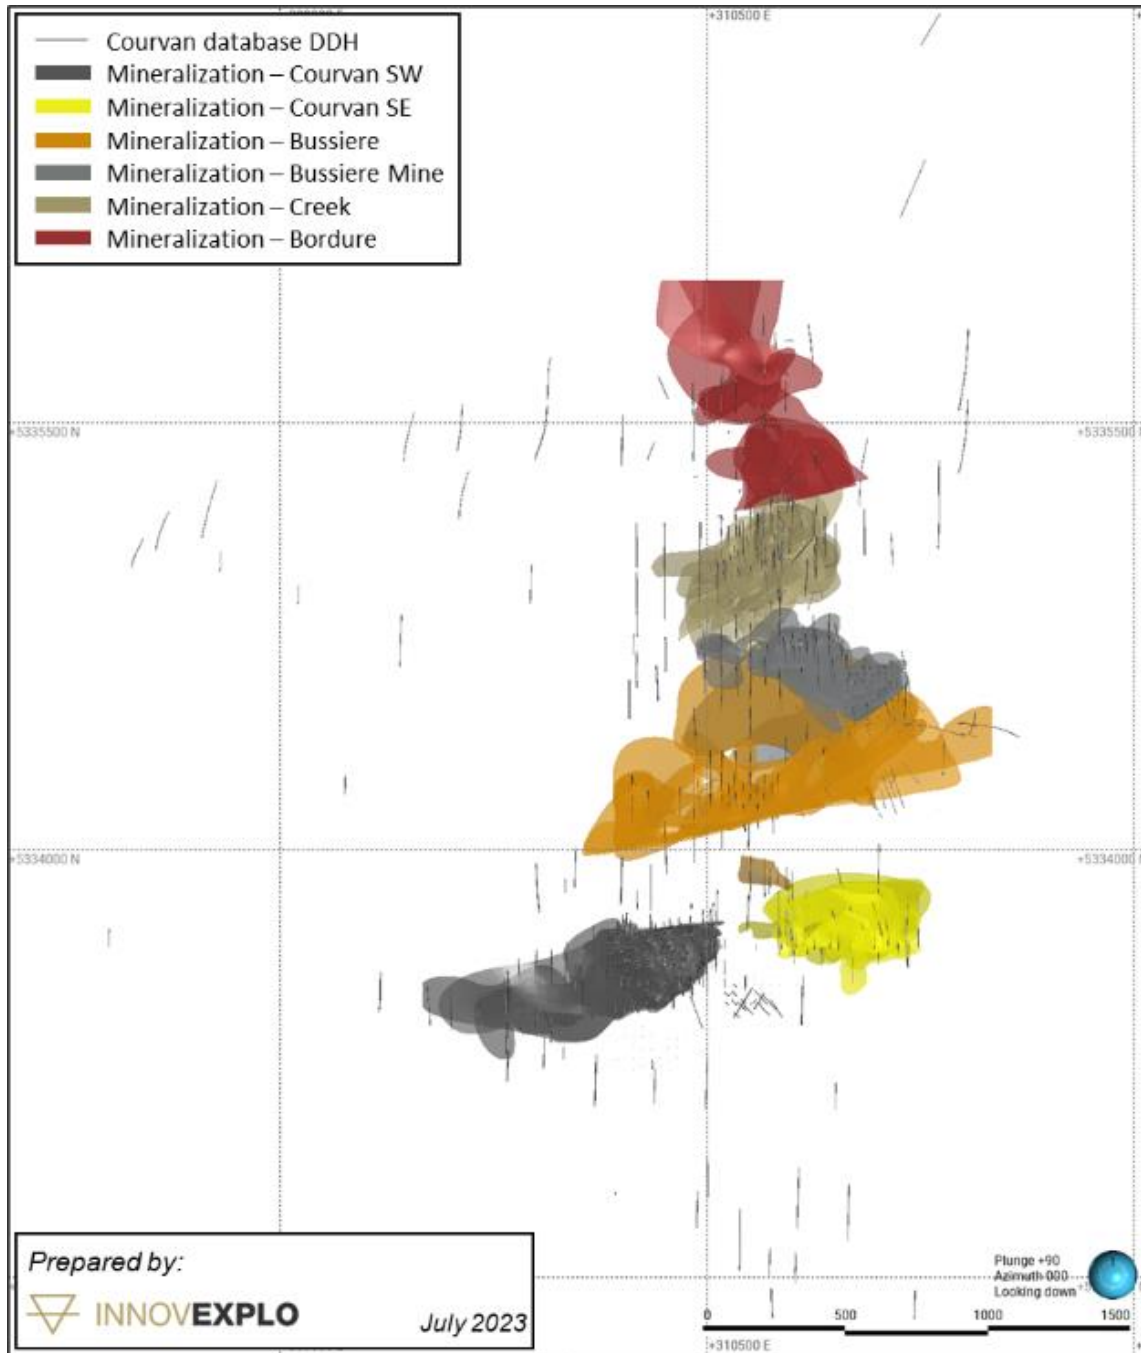 +310500 E
Courvan database DDH
Mineralization – Courvan SW
Mineralization – Courvan SE
Mineralization – Bussiere
Mineralization – Bussiere Mine
Mineralization – Creek
Mineralization – Bordure
+5335500 N
+5335500 N
+5334000 N
+5334000 N
Prepared by:
INNOVEXPLO
July 2023
Plunge +90
Azimuth 000
Looking down
0 500 1000 1500
+310500 E